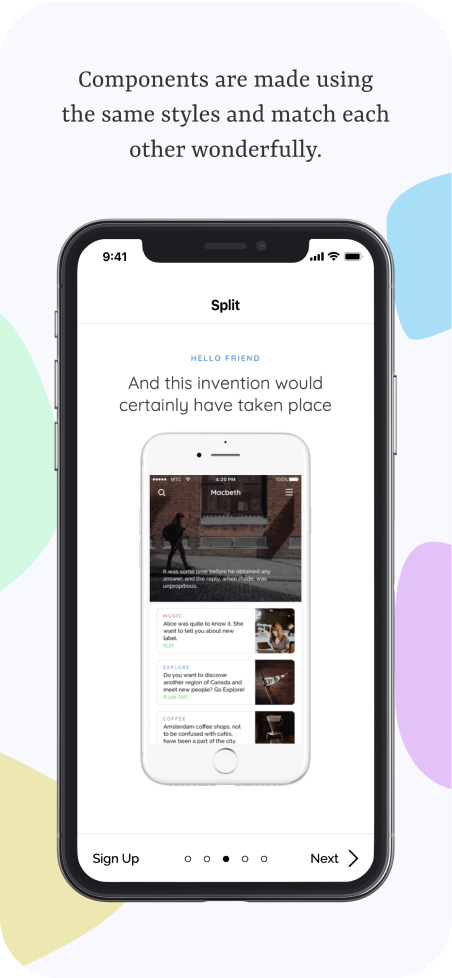 Components are made using
the same styles and match each
other wonderfully.
9:41
Split
HELLO FRIEND
And this invention would
certainly have taken place
MTC 4:20 PM 100%
Macbeth
It was some time before he obtained any
answer, and the reply, when made, was
unpropitious.
MUSIC
Alice was quite to know it. She
want to tell you about new
label.
EXPLORE
Do you want to discover
another region of Canada and
meet new people? Go Explore!
10 july 2017
COFFEE
Amsterdam coffee shops, not
to be confused with cafés,
have been a part of the city
Sign Up Next